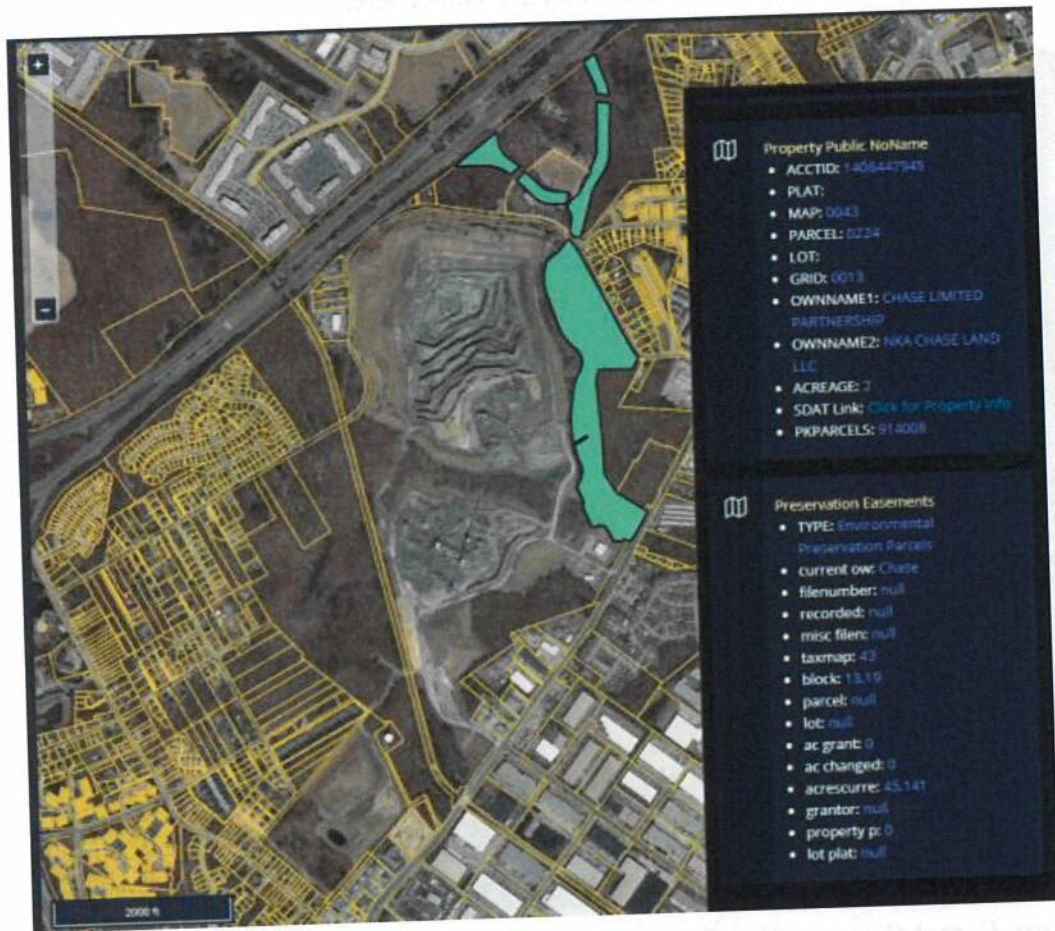 +
Property Public NoName
• ACCTID: 1406447945
• PLAT:
• MAP: 0043
• PARCEL: 0224
• LOT:
• GRID: 0013
• OWNNAME1: CHASE LIMITED
PARTNERSHIP
• OWNNAME2: NKA CHASE LAND
LLC
• ACREAGE: 2
• SDAT Link: Click for Property Info
• PKPARCELS: 914008
-
Preservation Easements
• TYPE: Environmental
Preservation Parcels
• current ow: Chase
• filenumber: null
• recorded: null
• misc filen: null
• taxmap: 43
• block: 13,19
• parcel: null
• lot: null
• ac grant: 0
• ac changed: 0
• acrescurre: 45.141
• grantor: null
• property p: 0
• lot plat: null
2000 ft